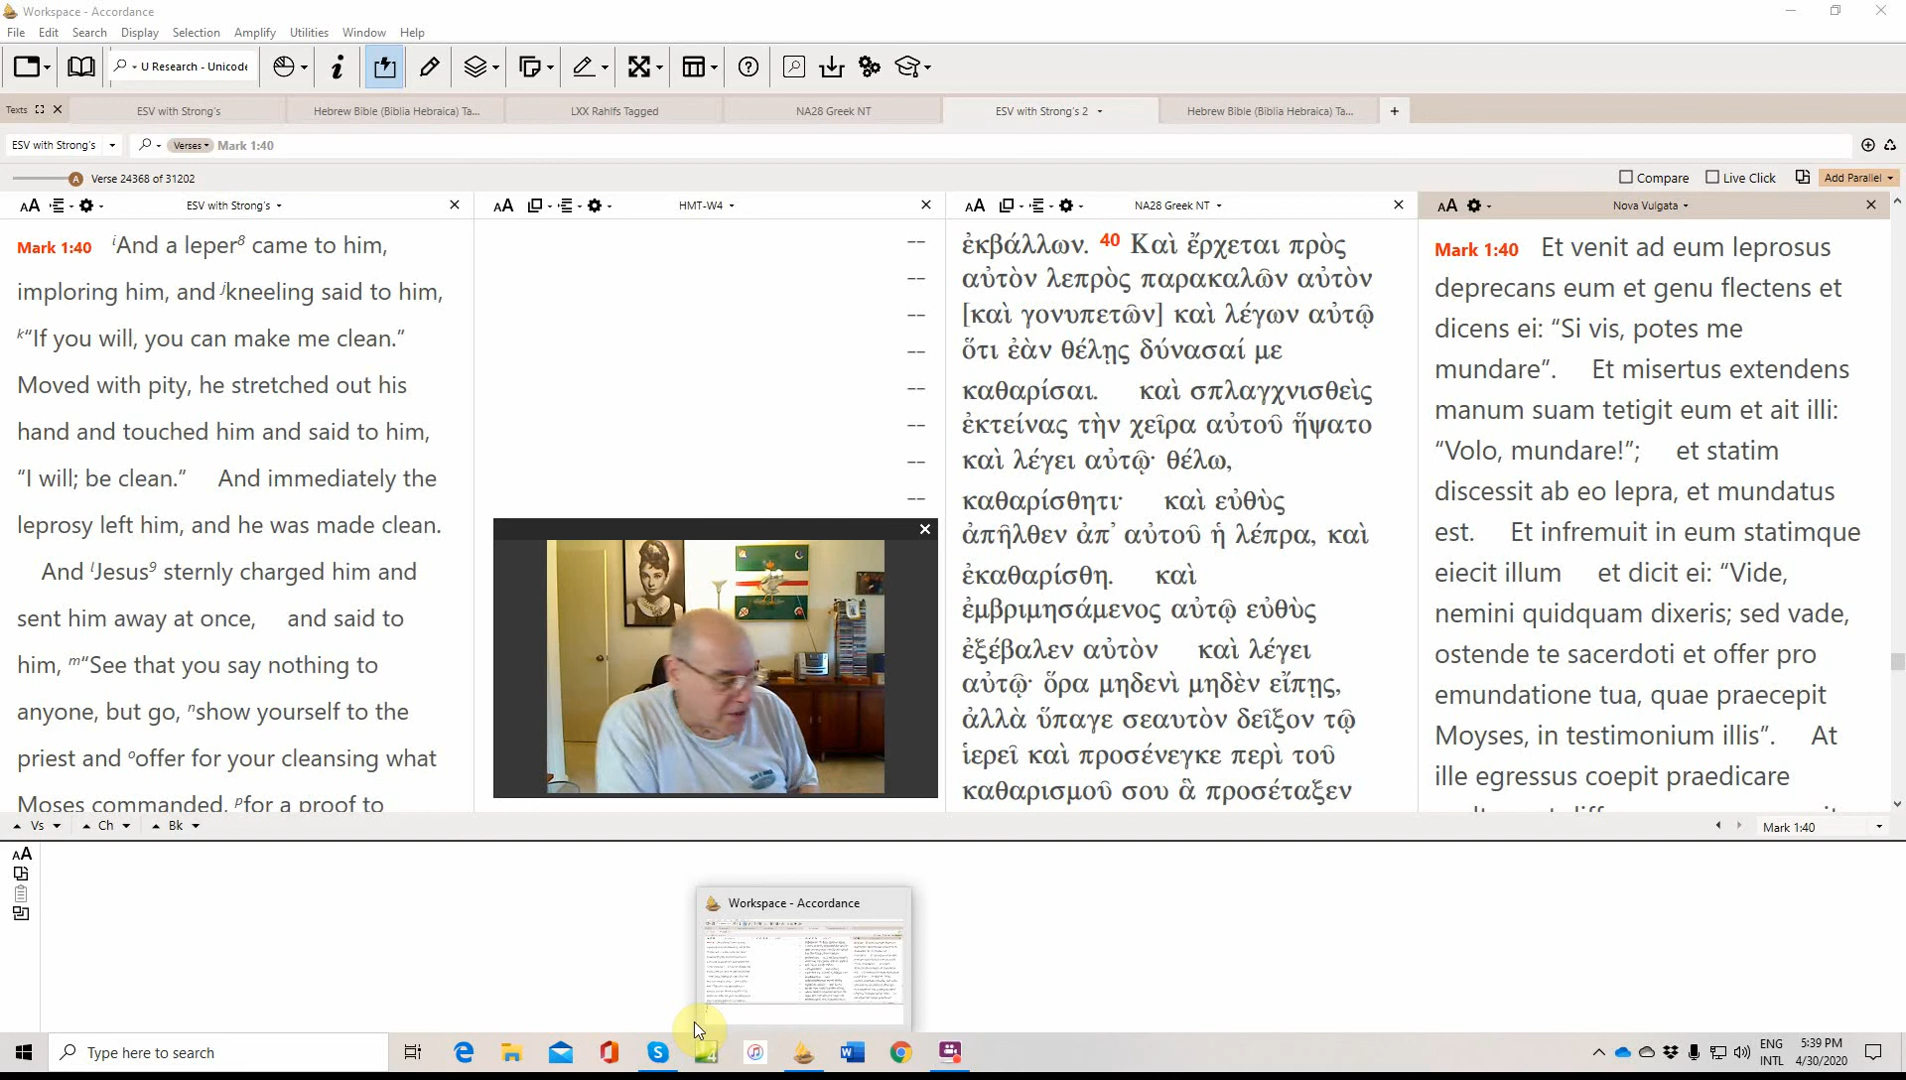 Workspace - Accordance
File Edit Search Display Selection Amplify Utilities Window Help
U Research - Unicode
Texts ESV with Strong's Hebrew Bible (Biblia Hebraica) Ta... LXX Rahlfs Tagged NA28 Greek NT ESV with Strong's 2 Hebrew Bible (Biblia Hebraica) Ta...
ESV with Strong's Verses Mark 1:40
A Verse 24368 of 31202 Compare Live Click Add Parallel
ESV with Strong's
Mark 1:40 iAnd a leper8 came to him,
imploring him, and jkneeling said to him,
k“If you will, you can make me clean.”
Moved with pity, he stretched out his
hand and touched him and said to him,
“I will; be clean.” And immediately the
leprosy left him, and he was made clean.
And lJesus9 sternly charged him and
sent him away at once, and said to
him, m“See that you say nothing to
anyone, but go, nshow yourself to the
priest and ooffer for your cleansing what
Moses commanded, pfor a proof to
HMT-W4
--
--
--
--
--
--
--
--
NA28 Greek NT
ἐκβάλλων. 40 Καὶ ἔρχεται πρὸς
αὐτὸν λεπρὸς παρακαλῶν αὐτὸν
[καὶ γονυπετῶν] καὶ λέγων αὐτῷ
ὅτι ἐὰν θέλῃς δύνασαί με
καθαρίσαι. καὶ σπλαγχνισθεὶς
ἐκτείνας τὴν χεῖρα αὐτοῦ ἥψατο
καὶ λέγει αὐτῷ· θέλω,
καθαρίσθητι· καὶ εὐθὺς
ἀπῆλθεν ἀπ’ αὐτοῦ ἡ λέπρα, καὶ
ἐκαθαρίσθη. καὶ
ἐμβριμησάμενος αὐτῷ εὐθὺς
ἐξέβαλεν αὐτὸν καὶ λέγει
αὐτῷ· ὅρα μηδενὶ μηδὲν εἴπῃς,
ἀλλὰ ὕπαγε σεαυτὸν δεῖξον τῷ
ἱερεῖ καὶ προσένεγκε περὶ τοῦ
καθαρισμοῦ σου ἃ προσέταξεν
Nova Vulgata
Mark 1:40 Et venit ad eum leprosus
deprecans eum et genu flectens et
dicens ei: “Si vis, potes me
mundare”. Et misertus extendens
manum suam tetigit eum et ait illi:
“Volo, mundare!”; et statim
discessit ab eo lepra, et mundatus
est. Et infremuit in eum statimque
eiecit illum et dicit ei: “Vide,
nemini quidquam dixeris; sed vade,
ostende te sacerdoti et offer pro
emundatione tua, quae praecepit
Moyses, in testimonium illis”. At
ille egressus coepit praedicare
Vs Ch Bk Mark 1:40
Workspace - Accordance
Type here to search
ENG 5:39 PM
INTL 4/30/2020